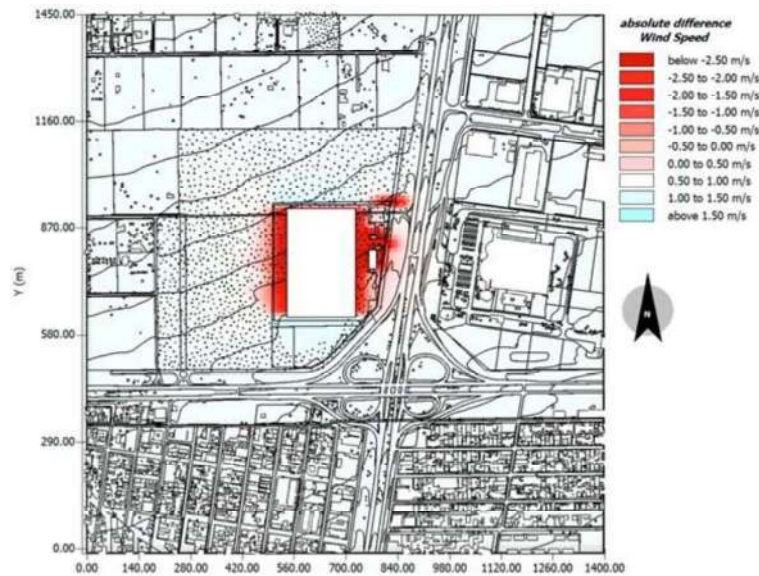 1450.00
1160.00
870.00
580.00
290.00
0.00
Y (m)
0.00 140.00 280.00 420.00 560.00 700.00 840.00 980.00 1120.00 1260.00 1400.00
absolute difference
Wind Speed
below -2.50 m/s
-2.50 to -2.00 m/s
-2.00 to -1.50 m/s
-1.50 to -1.00 m/s
-1.00 to -0.50 m/s
-0.50 to 0.00 m/s
0.00 to 0.50 m/s
0.50 to 1.00 m/s
1.00 to 1.50 m/s
above 1.50 m/s
N